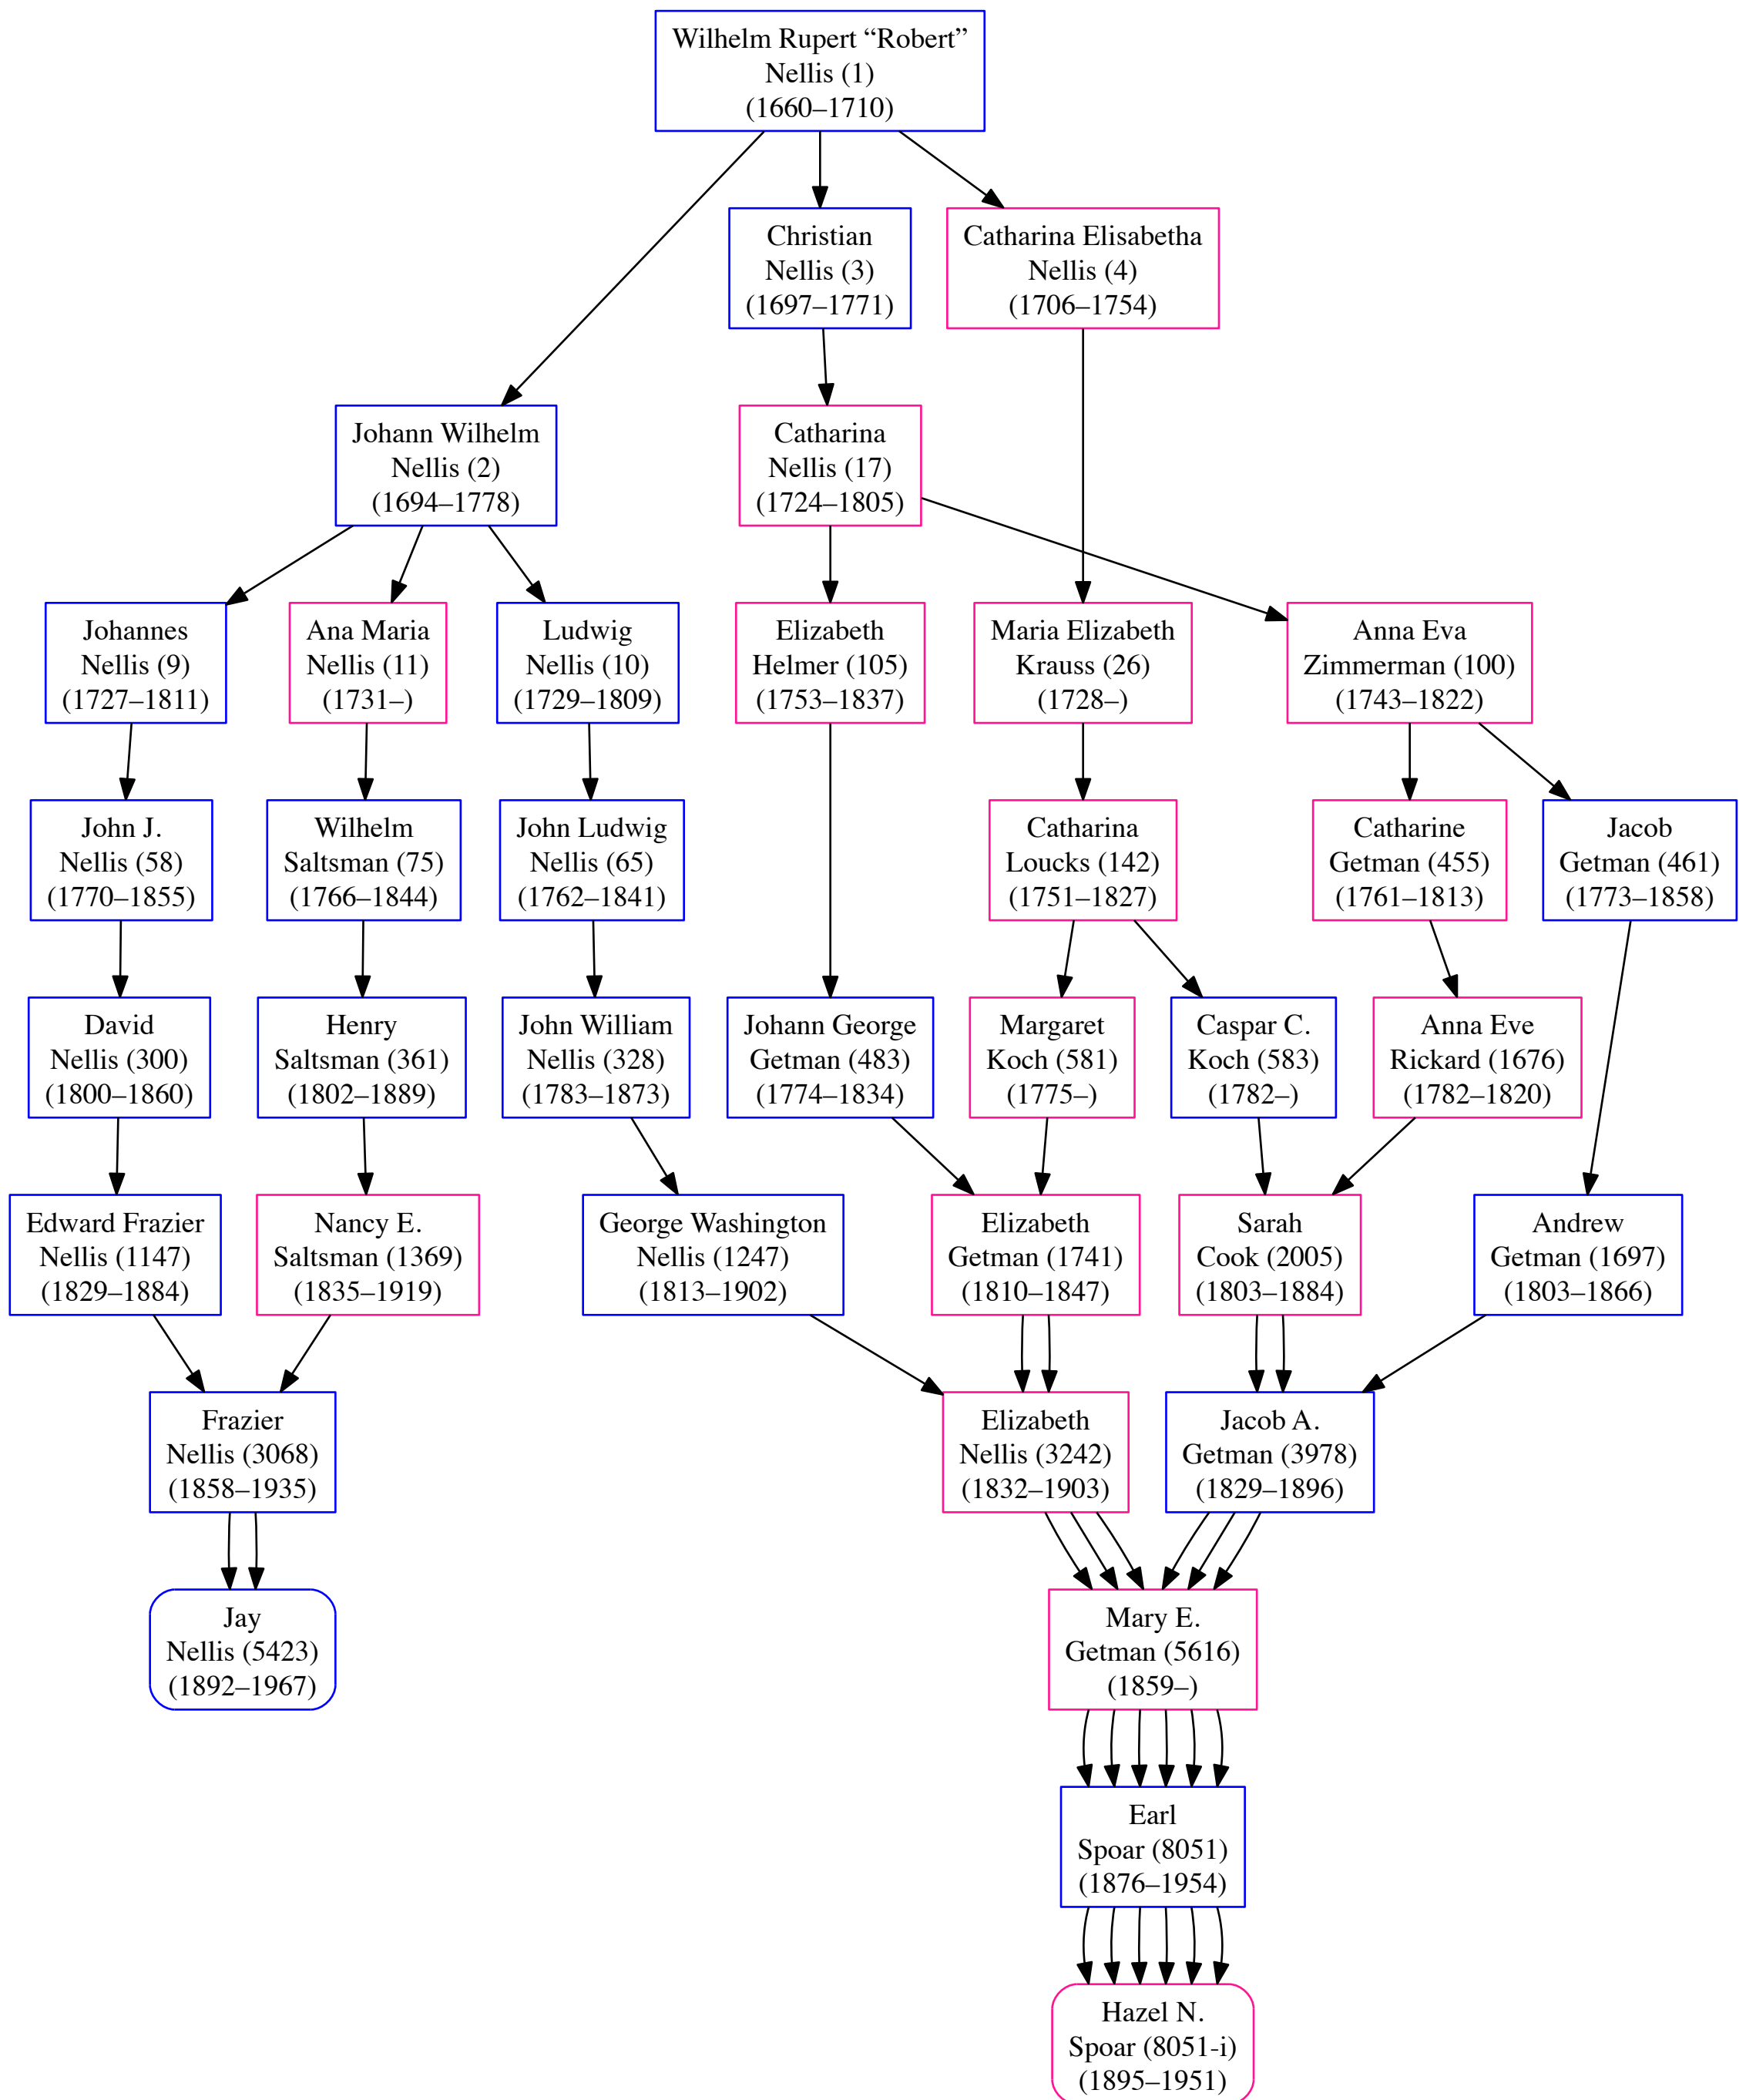 Wilhelm Rupert “Robert”
Nellis (1)
(1660–1710)
Christian
Nellis (3)
(1697–1771)
Catharina Elisabetha
Nellis (4)
(1706–1754)
Johann Wilhelm
Nellis (2)
(1694–1778)
Catharina
Nellis (17)
(1724–1805)
Johannes
Nellis (9)
(1727–1811)
Ana Maria
Nellis (11)
(1731–)
Ludwig
Nellis (10)
(1729–1809)
Elizabeth
Helmer (105)
(1753–1837)
Maria Elizabeth
Krauss (26)
(1728–)
Anna Eva
Zimmerman (100)
(1743–1822)
John J.
Nellis (58)
(1770–1855)
Wilhelm
Saltsman (75)
(1766–1844)
John Ludwig
Nellis (65)
(1762–1841)
Catharina
Loucks (142)
(1751–1827)
Catharine
Getman (455)
(1761–1813)
Jacob
Getman (461)
(1773–1858)
David
Nellis (300)
(1800–1860)
Henry
Saltsman (361)
(1802–1889)
John William
Nellis (328)
(1783–1873)
Johann George
Getman (483)
(1774–1834)
Margaret
Koch (581)
(1775–)
Caspar C.
Koch (583)
(1782–)
Anna Eve
Rickard (1676)
(1782–1820)
Edward Frazier
Nellis (1147)
(1829–1884)
Nancy E.
Saltsman (1369)
(1835–1919)
George Washington
Nellis (1247)
(1813–1902)
Elizabeth
Getman (1741)
(1810–1847)
Sarah
Cook (2005)
(1803–1884)
Andrew
Getman (1697)
(1803–1866)
Frazier
Nellis (3068)
(1858–1935)
Elizabeth
Nellis (3242)
(1832–1903)
Jacob A.
Getman (3978)
(1829–1896)
Jay
Nellis (5423)
(1892–1967)
Mary E.
Getman (5616)
(1859–)
Earl
Spoar (8051)
(1876–1954)
Hazel N.
Spoar (8051-i)
(1895–1951)